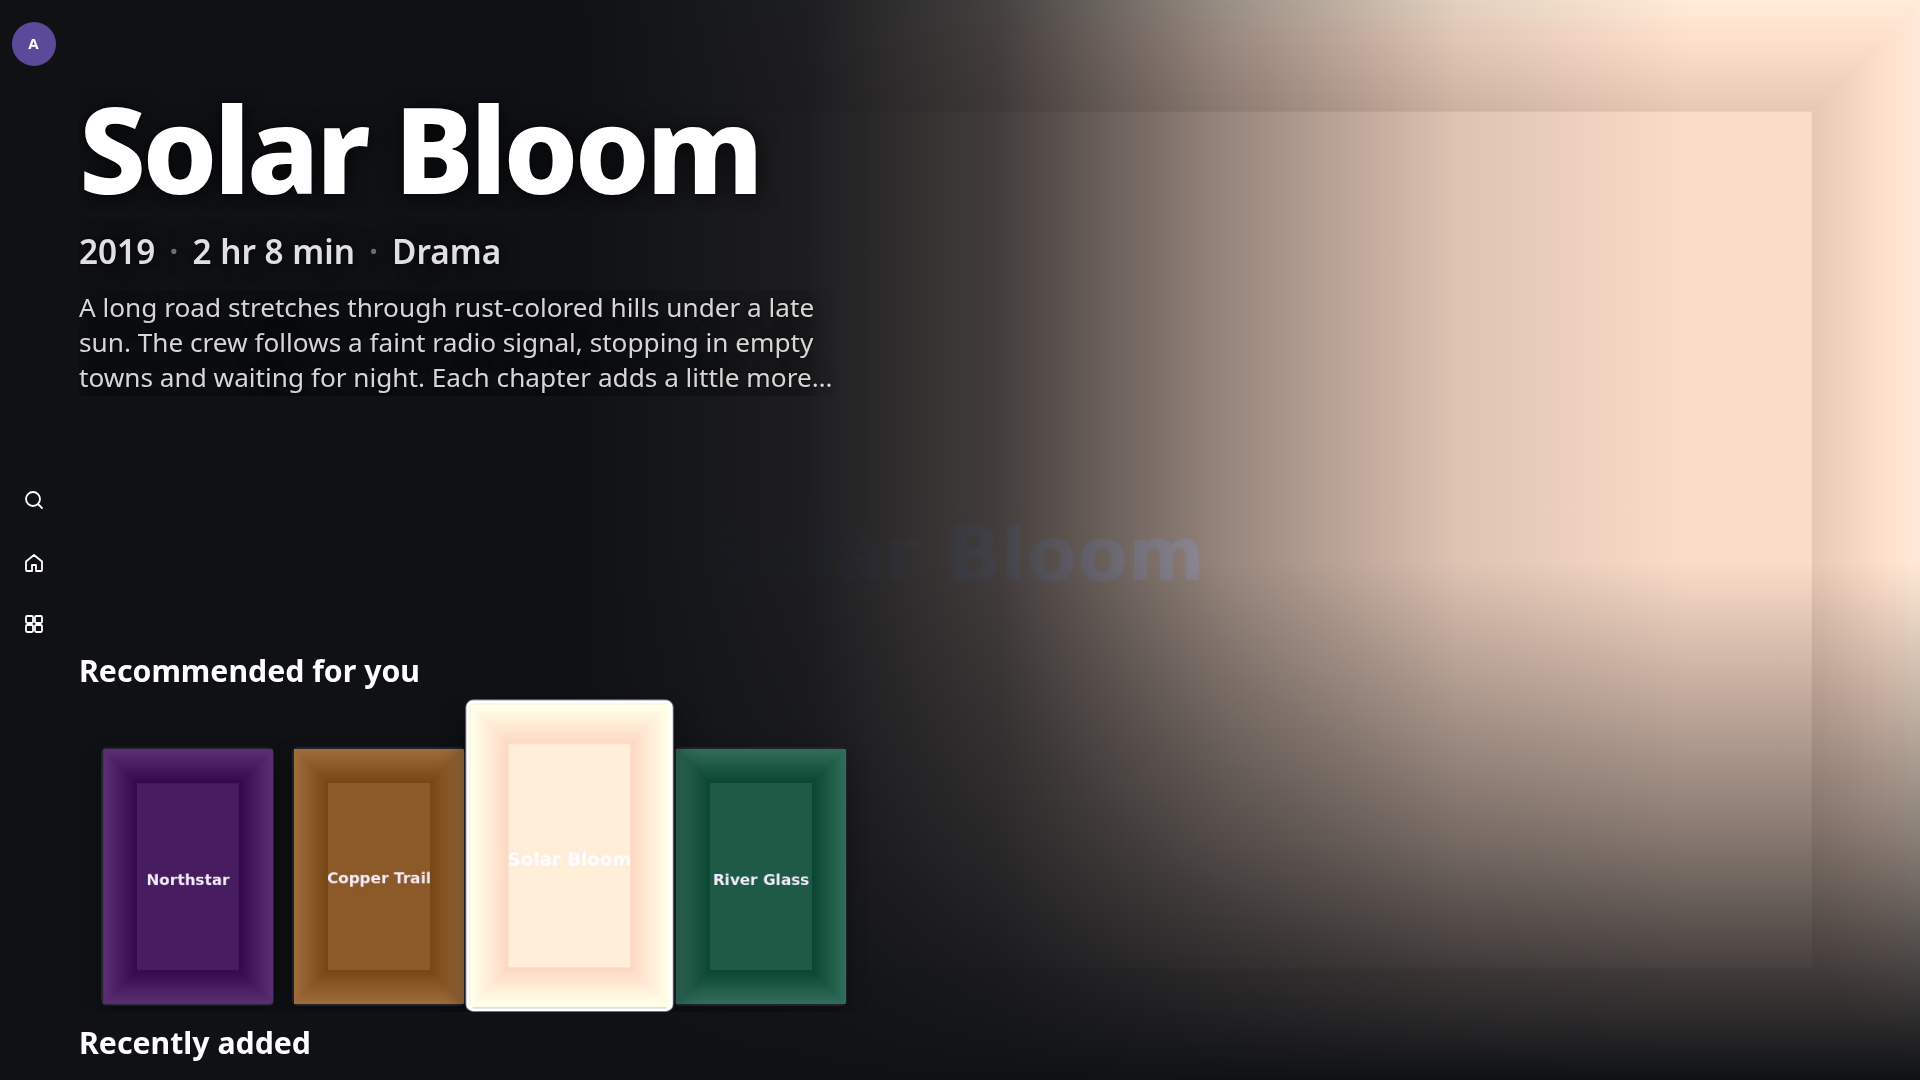 A
Solar Bloom
2019 · 2 hr 8 min · Drama
A long road stretches through rust-colored hills under a late
sun. The crew follows a faint radio signal, stopping in empty
towns and waiting for night. Each chapter adds a little more...
Solar Bloom
Recommended for you
Northstar
Copper Trail
Solar Bloom
River Glass
Recently added